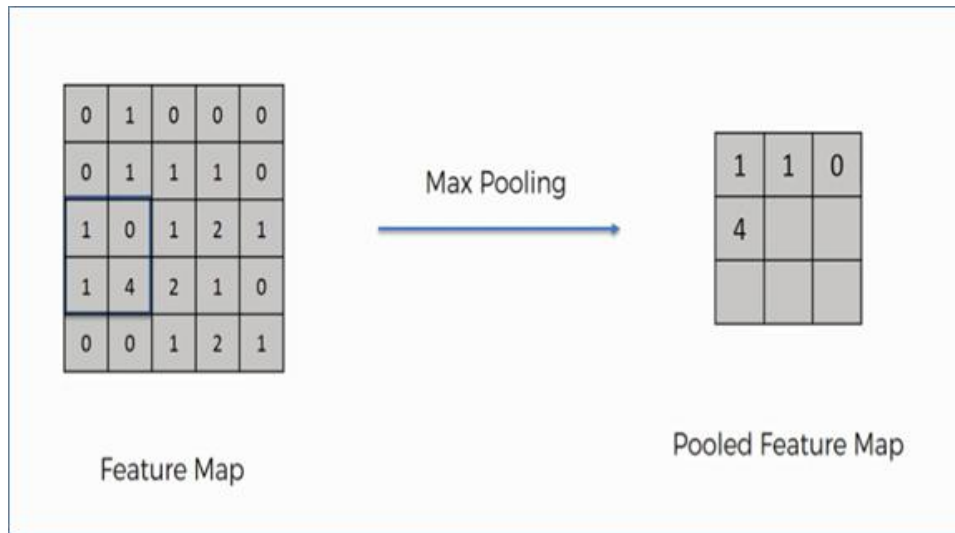 0 1 0 0 0
0 1 1 1 0
1 0 1 2 1
1 4 2 1 0
0 0 1 2 1
Feature Map
Max Pooling
1 1 0
4
Pooled Feature Map